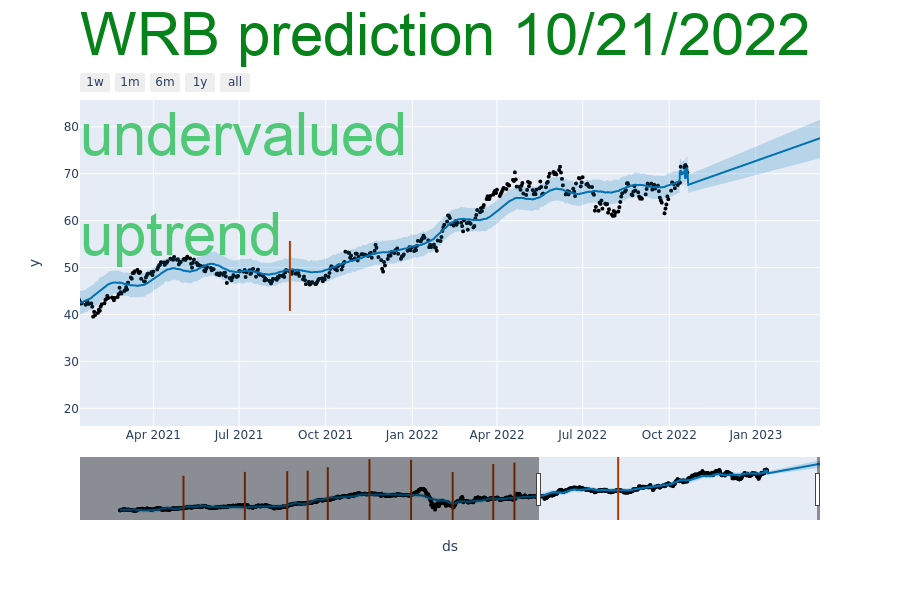 WRB prediction 10/21/2022
1w 1m 6m 1y all
undervalued
uptrend
80
70
60
50
40
30
20
y
Apr 2021 Jul 2021 Oct 2021 Jan 2022 Apr 2022 Jul 2022 Oct 2022 Jan 2023
ds